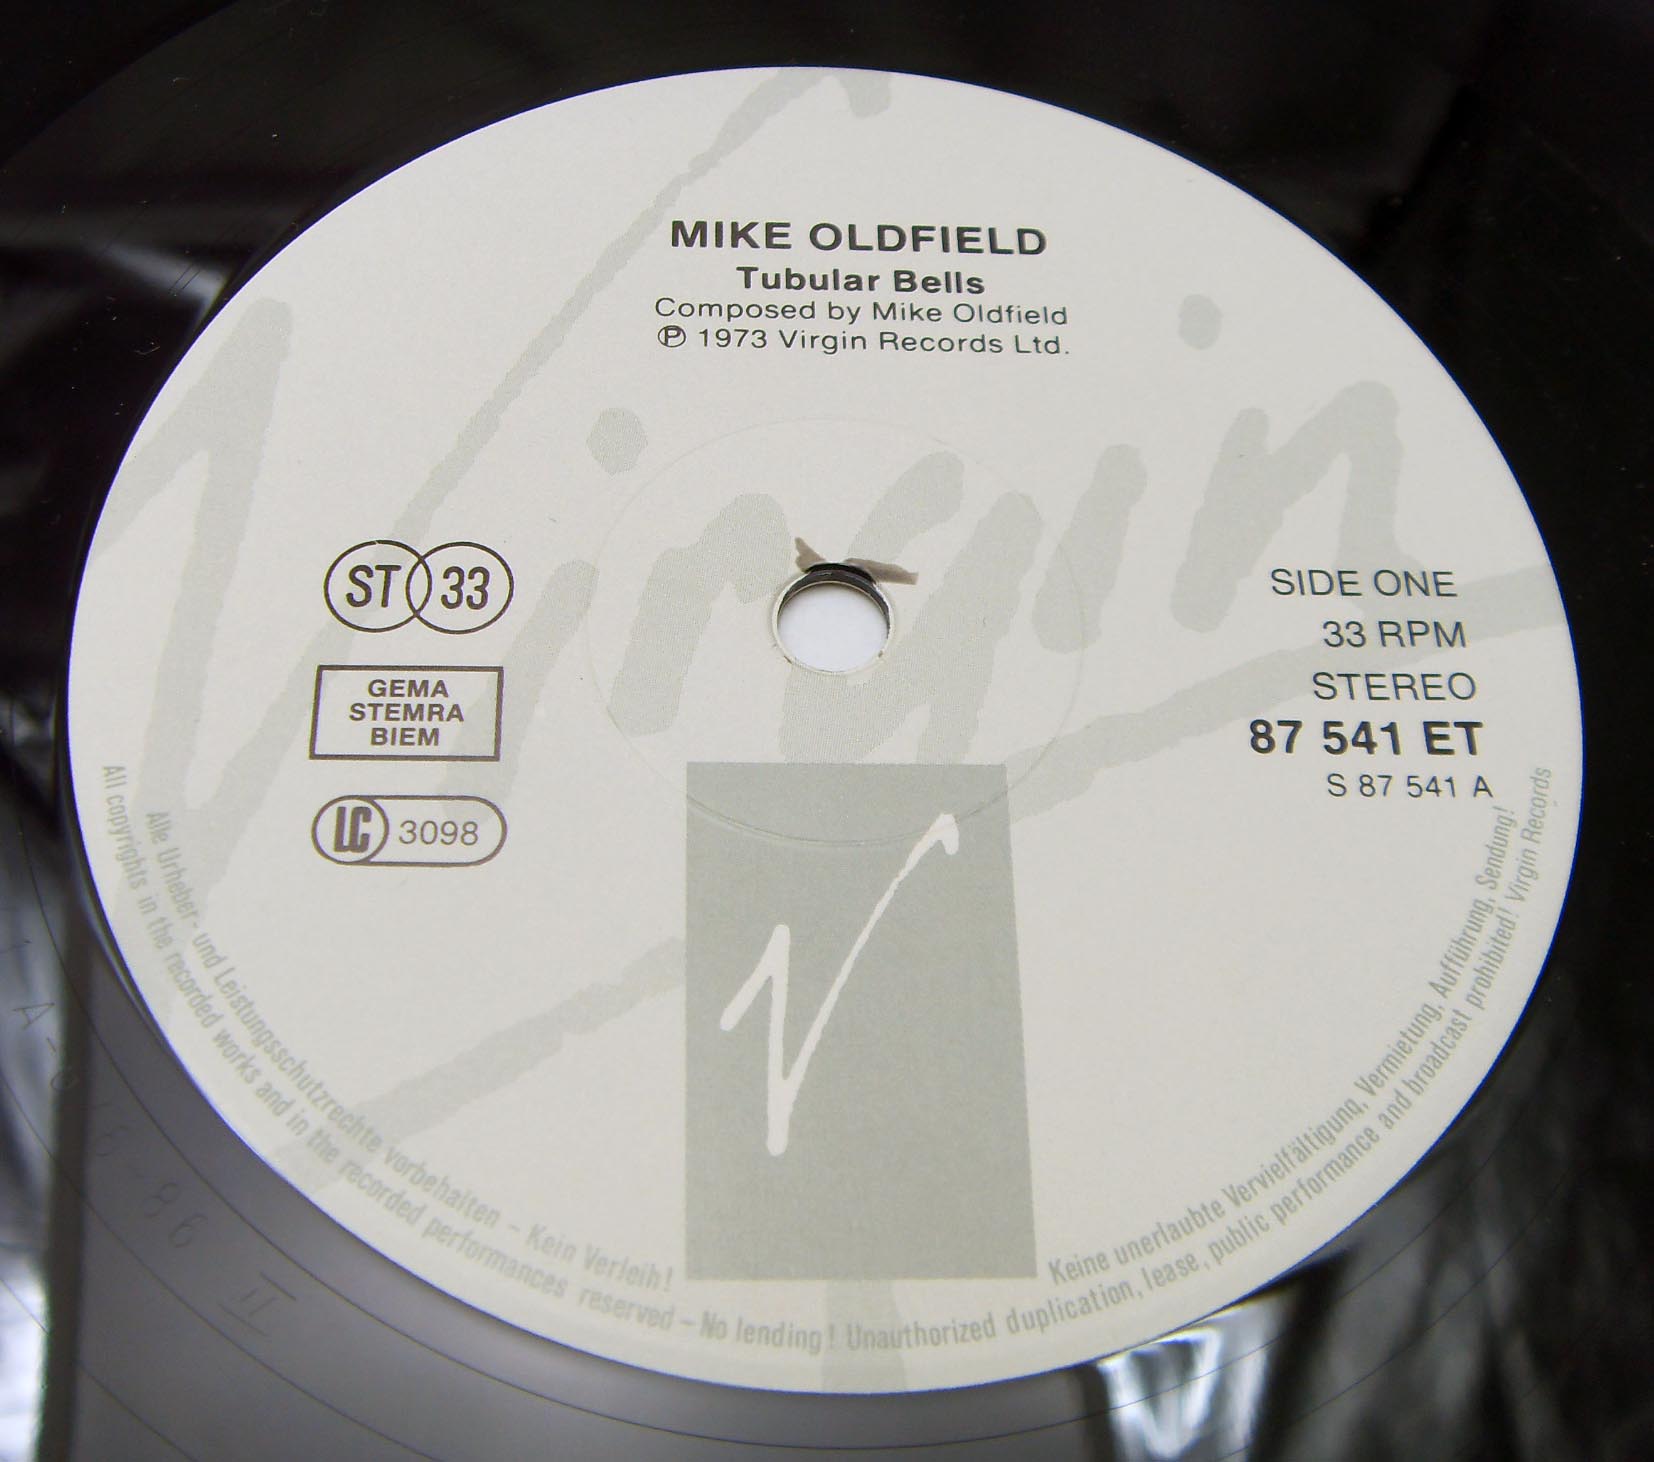 MIKE OLDFIELD
Tubular Bells
Composed by Mike Oldfield
Ⓟ 1973 Virgin Records Ltd.
Virgin
ST 33
GEMA
STEMRA
BIEM
LC 3098
SIDE ONE
33 RPM
STEREO
87 541 ET
S 87 541 A
V
Alle Urheber- und Leistungsschutzrechte vorbehalten – Kein Verleih! Keine unerlaubte Vervielfältigung, Vermietung, Aufführung, Sendung!
All copyrights in the recorded works and in the recorded performances reserved – No lending! Unauthorized duplication, lease, public performance and broadcast prohibited! Virgin Records